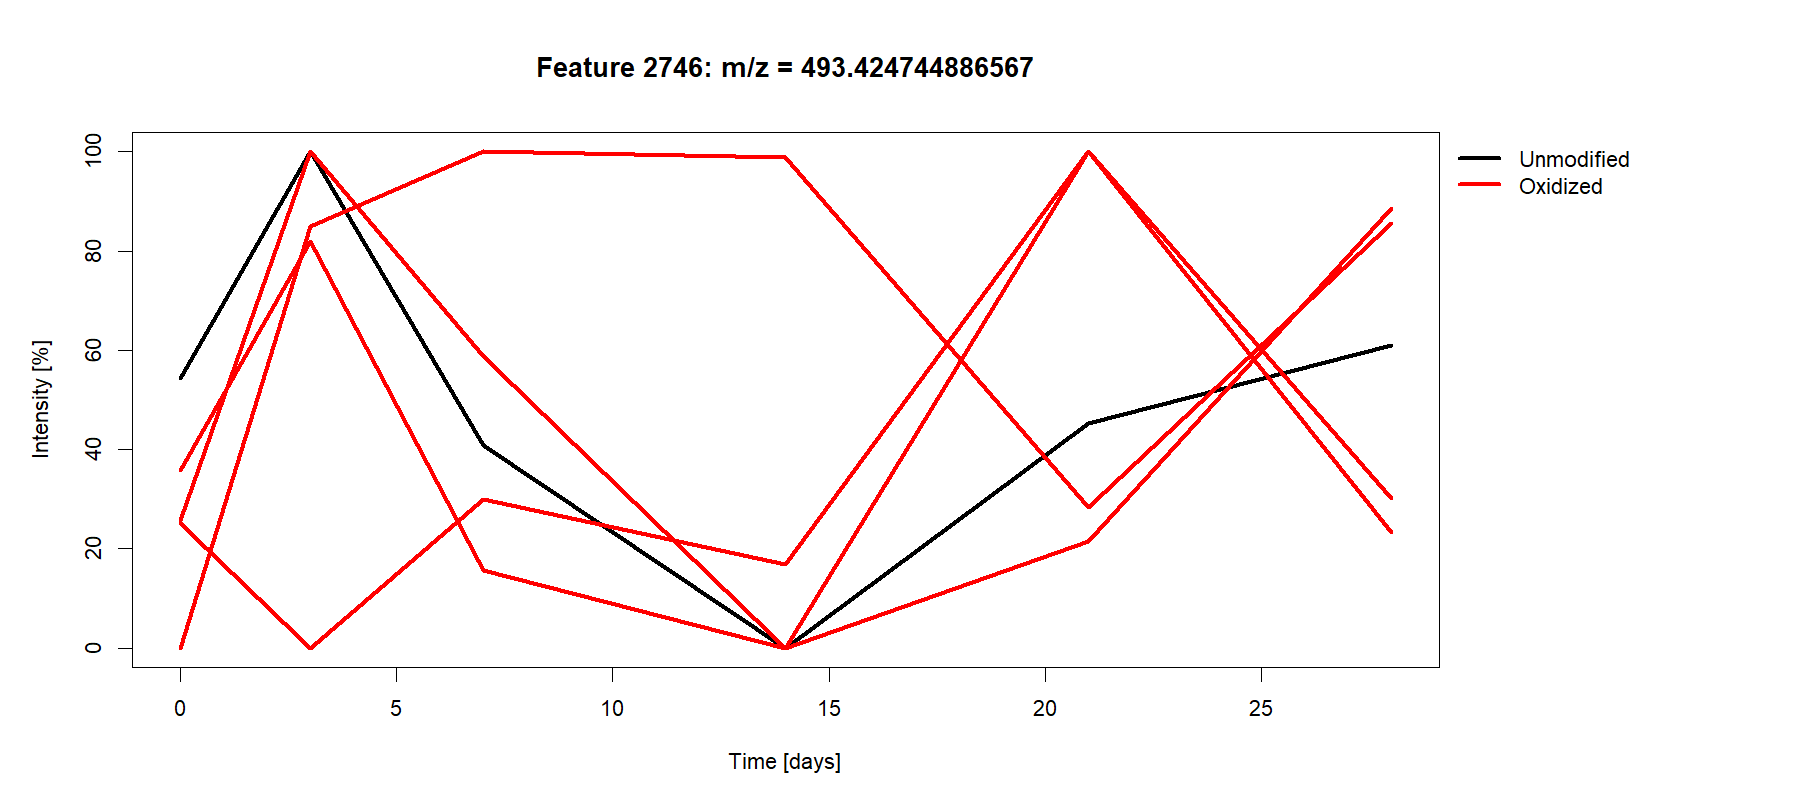 Feature 2746: m/z = 493.424744886567
Unmodified
Oxidized
Intensity [%]
100
80
60
40
20
0
0 5 10 15 20 25
Time [days]